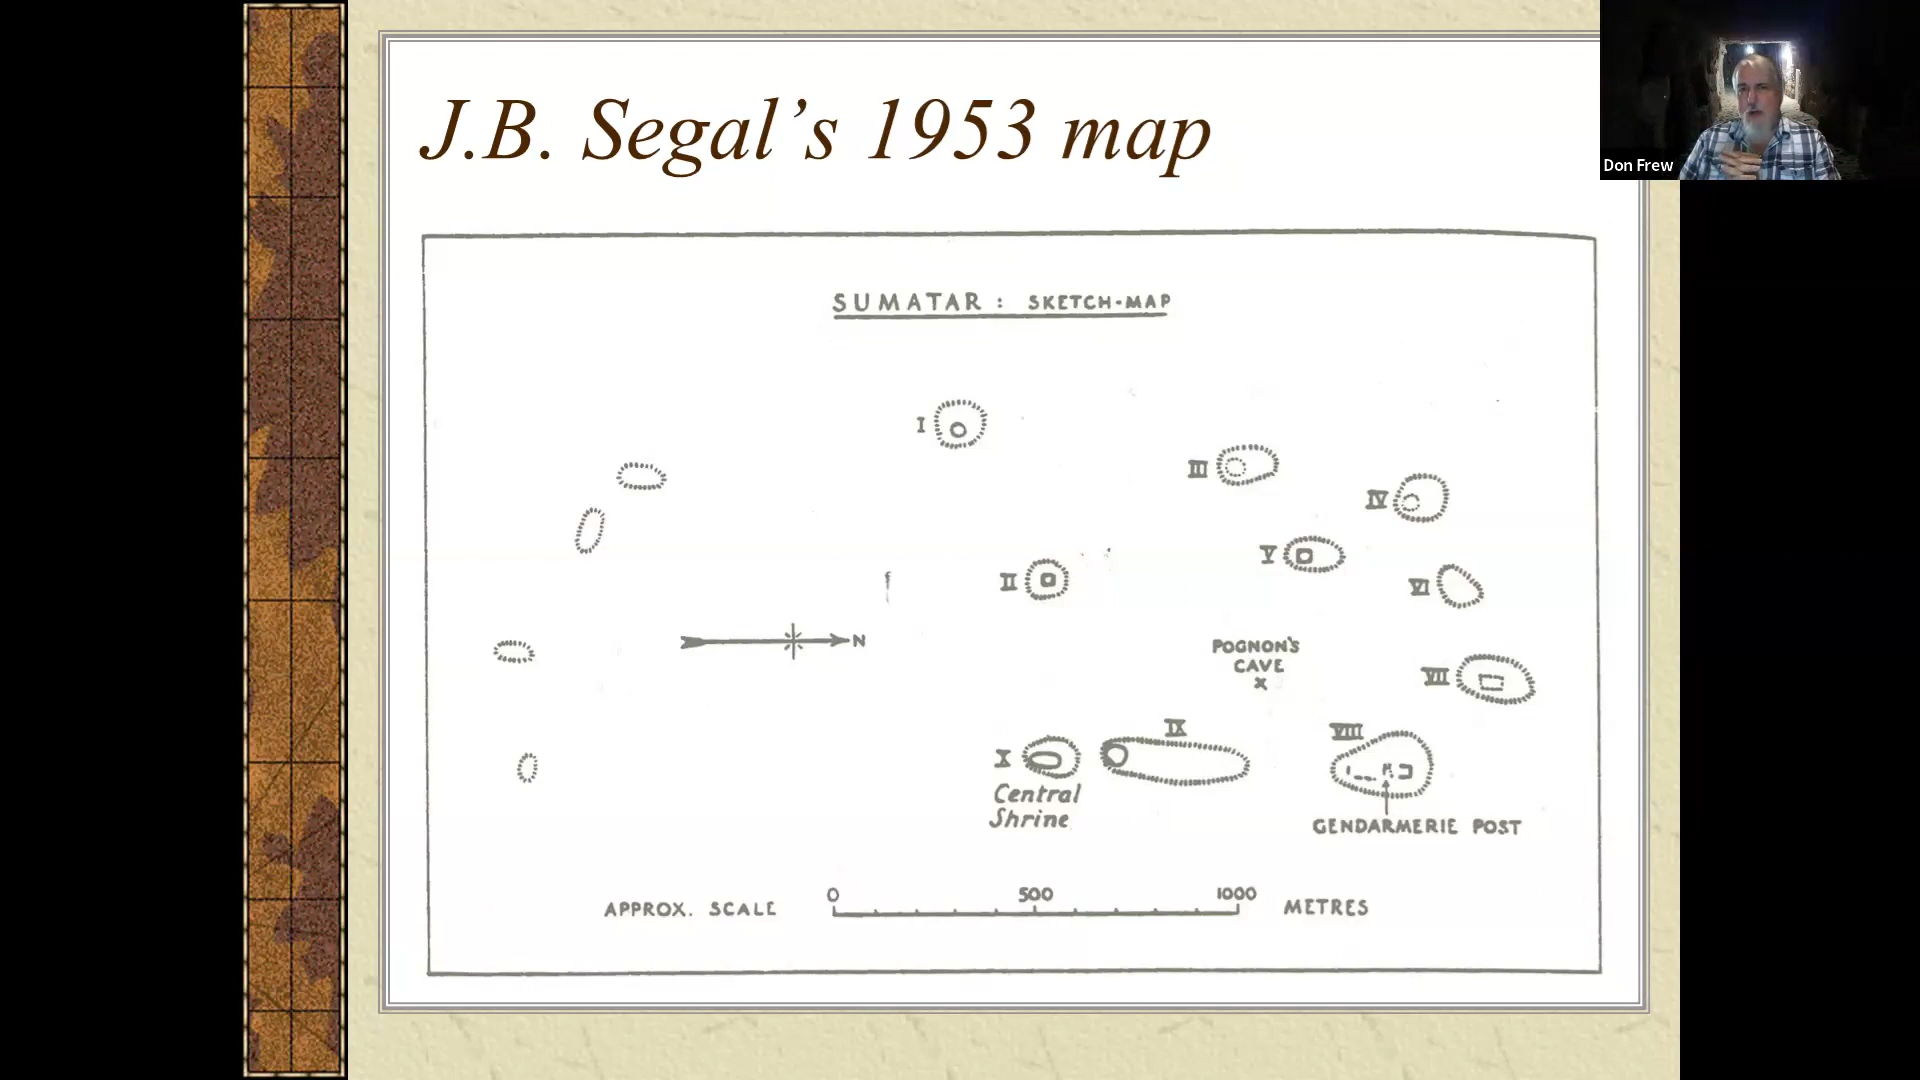 J.B. Segal’s 1953 map
Don Frew
SUMATAR : SKETCH-MAP
I
III
IV
V
II
VI
N
POGNON'S
CAVE
x
VII
IX
VIII
X
Central
Shrine
GENDARMERIE POST
0 500 1000
APPROX. SCALE METRES